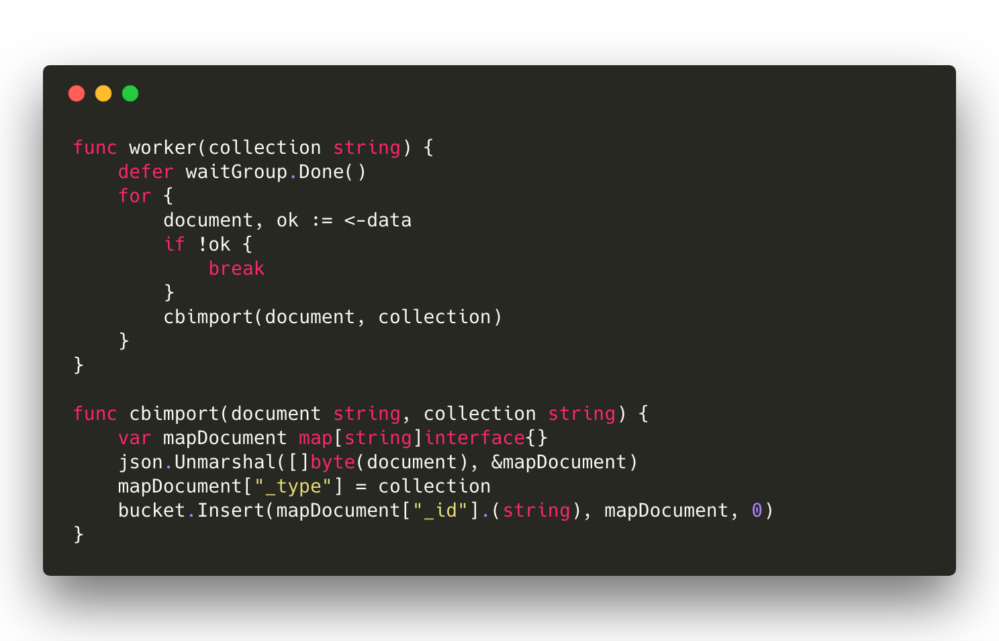 func worker(collection string) {
    defer waitGroup.Done()
    for {
        document, ok := <-data
        if !ok {
            break
        }
        cbimport(document, collection)
    }
}

func cbimport(document string, collection string) {
    var mapDocument map[string]interface{}
    json.Unmarshal([]byte(document), &mapDocument)
    mapDocument["_type"] = collection
    bucket.Insert(mapDocument["_id"].(string), mapDocument, 0)
}